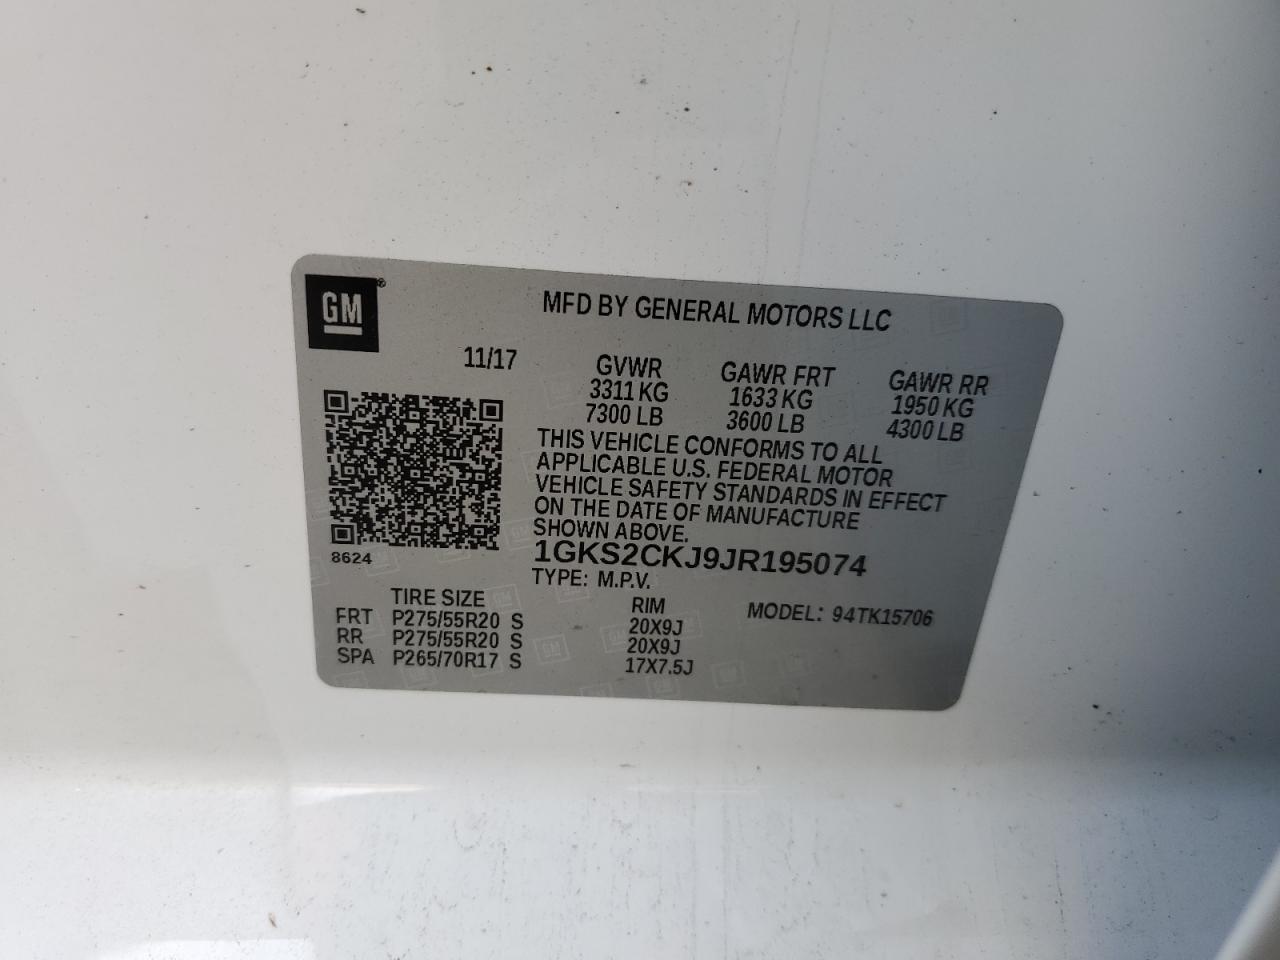 GM®
MFD BY GENERAL MOTORS LLC
11/17
GVWR GAWR FRT GAWR RR
3311 KG 1633 KG 1950 KG
7300 LB 3600 LB 4300 LB
THIS VEHICLE CONFORMS TO ALL
APPLICABLE U.S. FEDERAL MOTOR
VEHICLE SAFETY STANDARDS IN EFFECT
ON THE DATE OF MANUFACTURE
SHOWN ABOVE.
8624
1GKS2CKJ9JR195074
TYPE: M.P.V.
TIRE SIZE RIM MODEL: 94TK15706
FRT P275/55R20 S 20X9J
RR P275/55R20 S 20X9J
SPA P265/70R17 S 17X7.5J